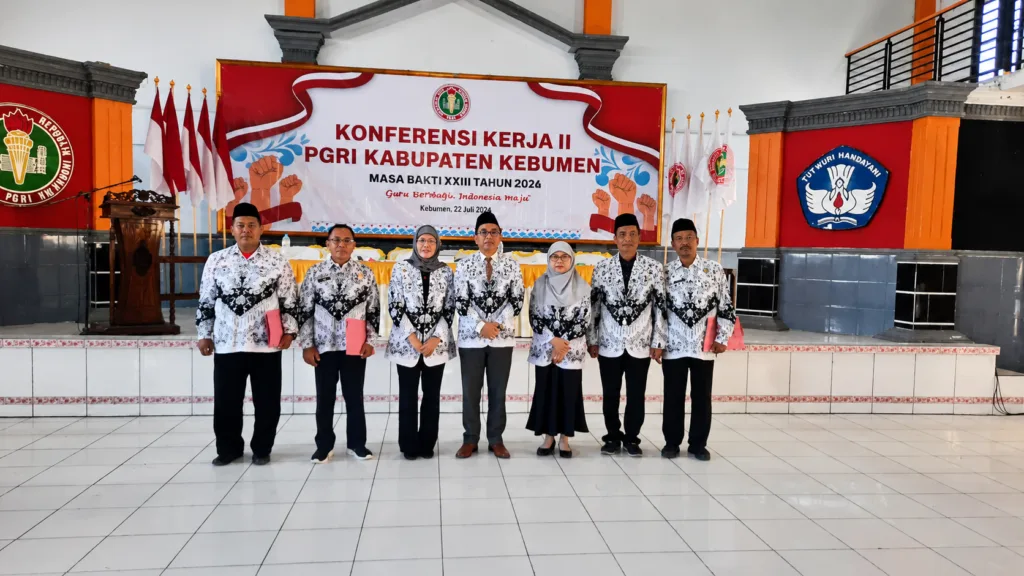 KONFERENSI KERJA II
PGRI KABUPATEN KEBUMEN
MASA BAKTI XXIII TAHUN 2026
Guru Berbagi, Indonesia maju
Kebumen, 22 Juli 2024
PGRI
REPUBLIK INDONESIA
TUT WURI HANDAYANI